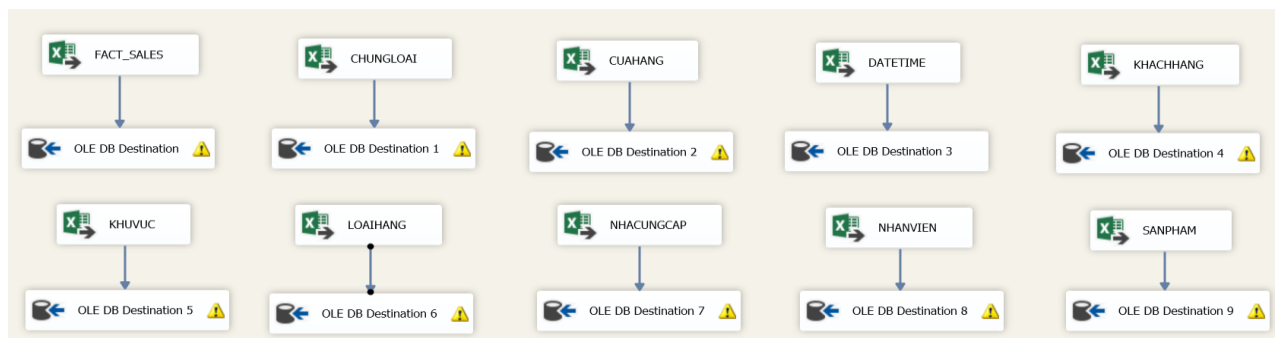 FACT_SALES
CHUNGLOAI
CUAHANG
DATETIME
KHACHHANG
OLE DB Destination
OLE DB Destination 1
OLE DB Destination 2
OLE DB Destination 3
OLE DB Destination 4
KHUVUC
LOAIHANG
NHACUNGCAP
NHANVIEN
SANPHAM
OLE DB Destination 5
OLE DB Destination 6
OLE DB Destination 7
OLE DB Destination 8
OLE DB Destination 9